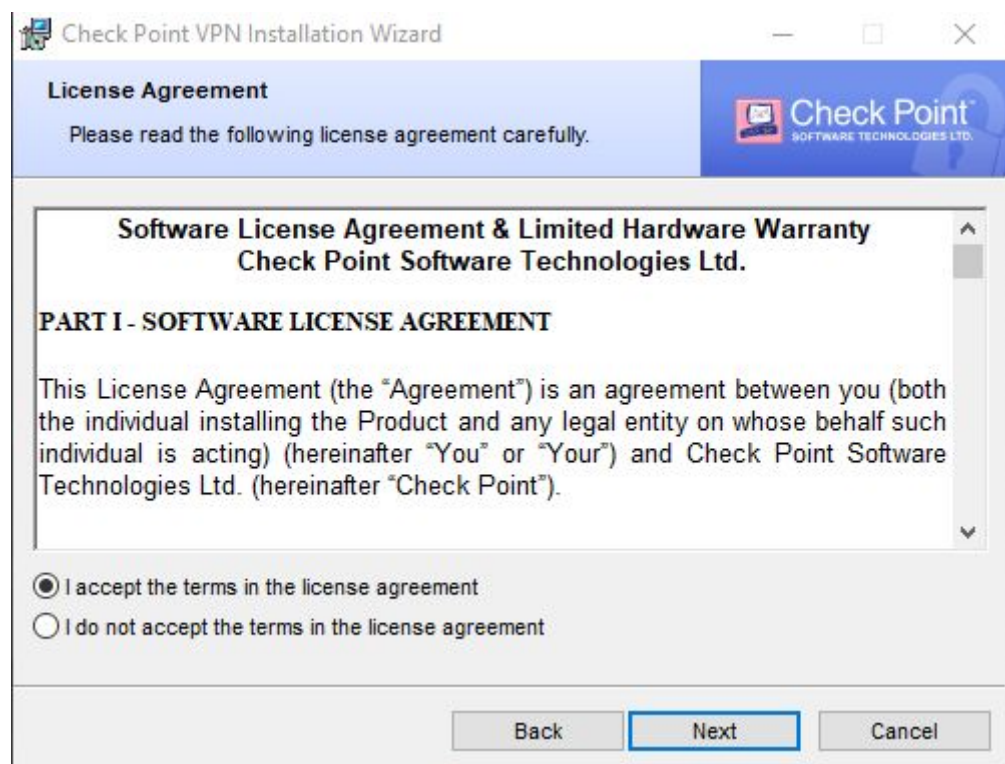 Check Point VPN Installation Wizard
License Agreement
Please read the following license agreement carefully.
Check Point
SOFTWARE TECHNOLOGIES LTD.
Software License Agreement & Limited Hardware Warranty
Check Point Software Technologies Ltd.
PART I - SOFTWARE LICENSE AGREEMENT
This License Agreement (the “Agreement”) is an agreement between you (both
the individual installing the Product and any legal entity on whose behalf such
individual is acting) (hereinafter “You” or “Your”) and Check Point Software
Technologies Ltd. (hereinafter “Check Point”).
I accept the terms in the license agreement
I do not accept the terms in the license agreement
Back Next Cancel